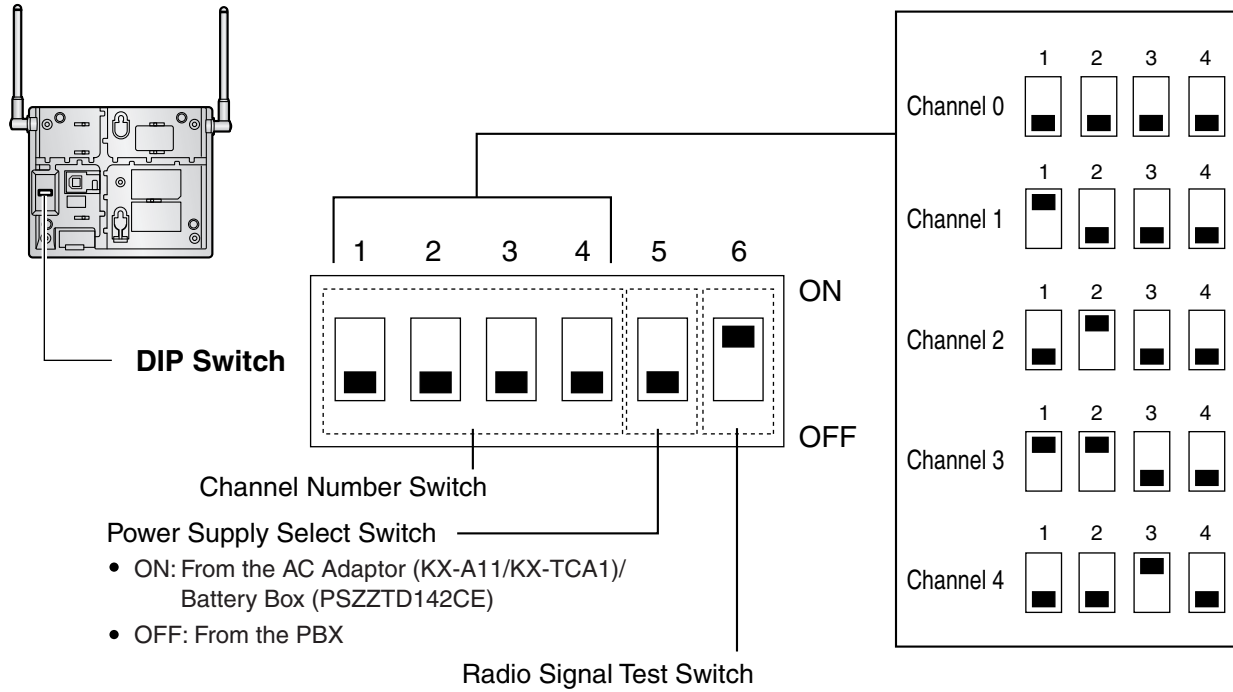 DIP Switch
1 2 3 4 5 6
ON
OFF
Channel Number Switch
Power Supply Select Switch
• ON: From the AC Adaptor (KX-A11/KX-TCA1)/
Battery Box (PSZZTD142CE)
• OFF: From the PBX
Radio Signal Test Switch
1 2 3 4
Channel 0
1 2 3 4
Channel 1
1 2 3 4
Channel 2
1 2 3 4
Channel 3
1 2 3 4
Channel 4